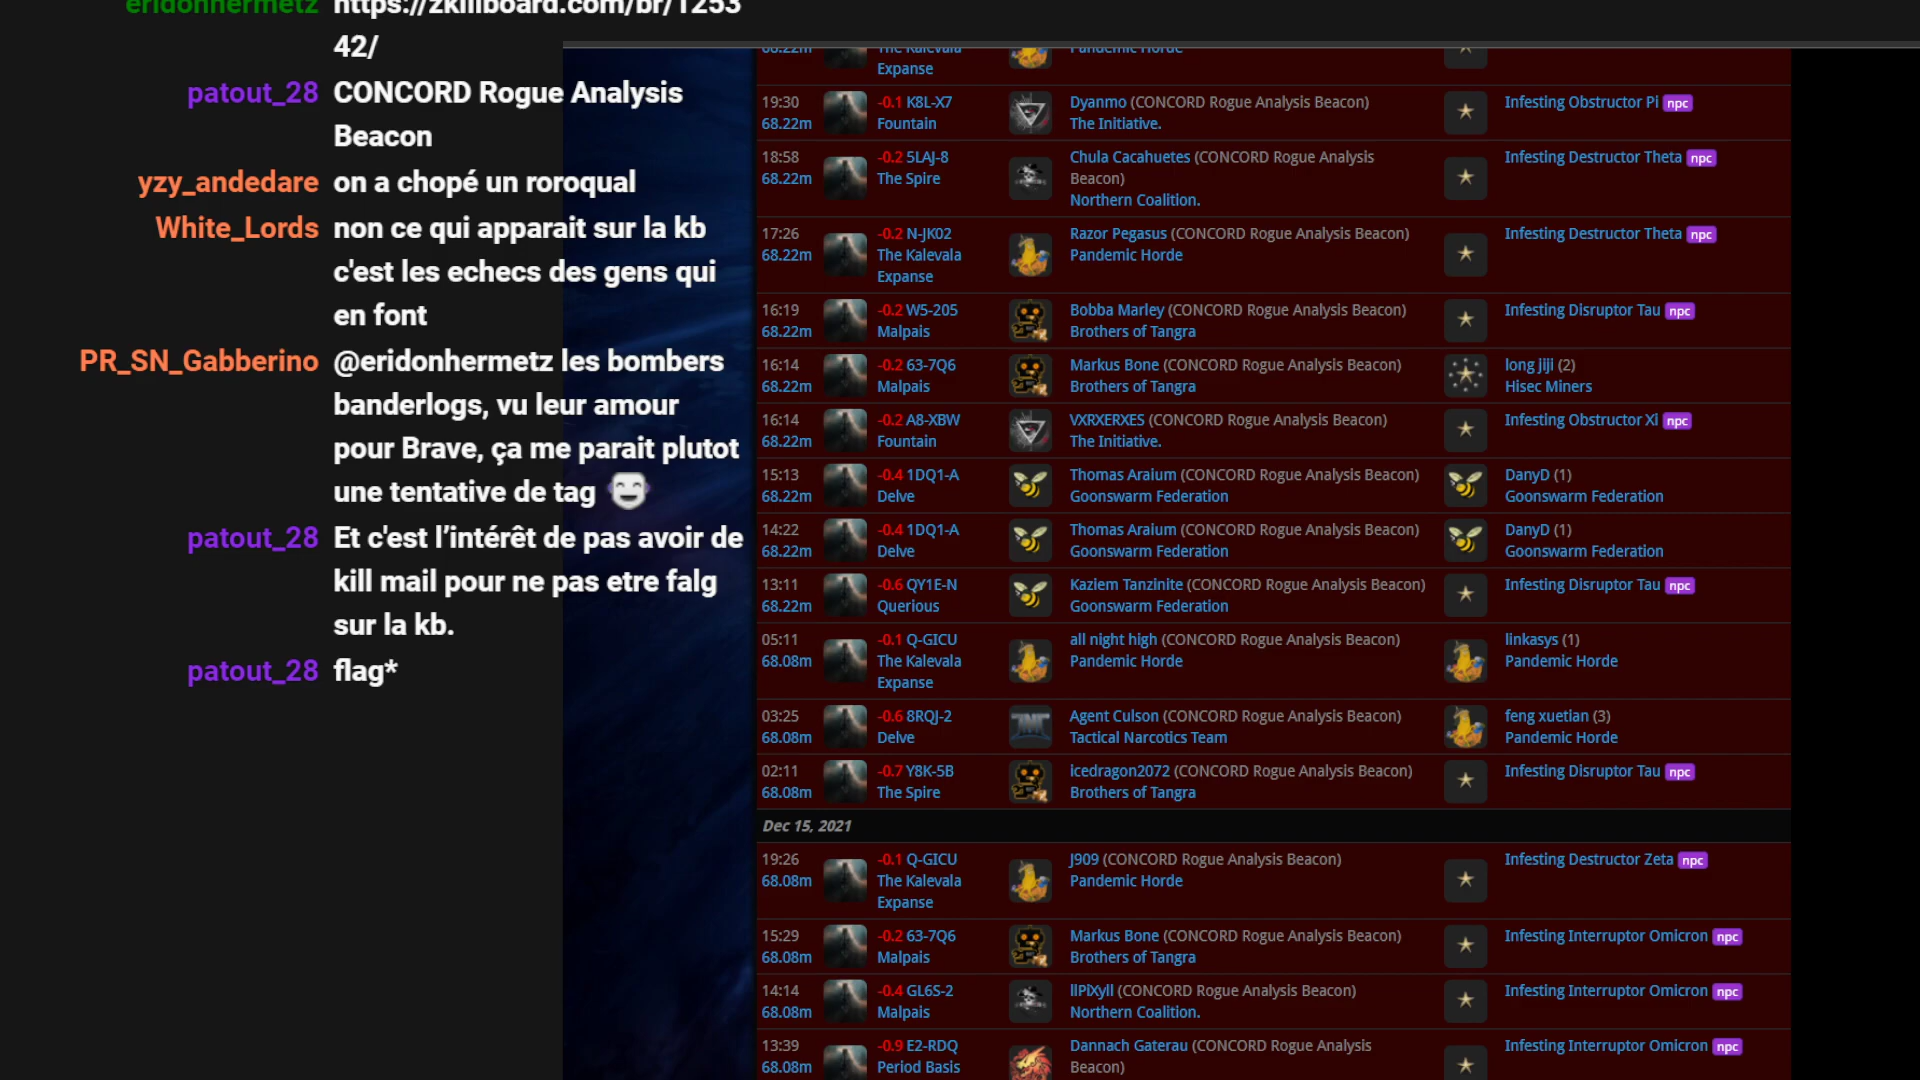 eridonhermetz https://zkillboard.com/br/1253
42/
patout_28 CONCORD Rogue Analysis
Beacon
yzy_andedare on a chopé un roroqual
White_Lords non ce qui apparait sur la kb
c'est les echecs des gens qui
en font
PR_SN_Gabberino @eridonhermetz les bombers
banderlogs, vu leur amour
pour Brave, ça me parait plutot
une tentative de tag
patout_28 Et c'est l’intérêt de pas avoir de
kill mail pour ne pas etre falg
sur la kb.
patout_28 flag*
68.22m The Kalevala Pandemic Horde
Expanse
19:30 -0.1 K8L-X7 Dyanmo (CONCORD Rogue Analysis Beacon) Infesting Obstructor Pi npc
68.22m Fountain The Initiative.
18:58 -0.2 5LAJ-8 Chula Cacahuetes (CONCORD Rogue Analysis Infesting Destructor Theta npc
68.22m The Spire Beacon)
Northern Coalition.
17:26 -0.2 N-JK02 Razor Pegasus (CONCORD Rogue Analysis Beacon) Infesting Destructor Theta npc
68.22m The Kalevala Pandemic Horde
Expanse
16:19 -0.2 W5-205 Bobba Marley (CONCORD Rogue Analysis Beacon) Infesting Disruptor Tau npc
68.22m Malpais Brothers of Tangra
16:14 -0.2 63-7Q6 Markus Bone (CONCORD Rogue Analysis Beacon) long jiji (2)
68.22m Malpais Brothers of Tangra Hisec Miners
16:14 -0.2 A8-XBW VXRXERXES (CONCORD Rogue Analysis Beacon) Infesting Obstructor Xi npc
68.22m Fountain The Initiative.
15:13 -0.4 1DQ1-A Thomas Araium (CONCORD Rogue Analysis Beacon) DanyD (1)
68.22m Delve Goonswarm Federation Goonswarm Federation
14:22 -0.4 1DQ1-A Thomas Araium (CONCORD Rogue Analysis Beacon) DanyD (1)
68.22m Delve Goonswarm Federation Goonswarm Federation
13:11 -0.6 QY1E-N Kaziem Tanzinite (CONCORD Rogue Analysis Beacon) Infesting Disruptor Tau npc
68.22m Querious Goonswarm Federation
05:11 -0.1 Q-GICU all night high (CONCORD Rogue Analysis Beacon) linkasys (1)
68.08m The Kalevala Pandemic Horde Pandemic Horde
Expanse
03:25 -0.6 8RQJ-2 Agent Culson (CONCORD Rogue Analysis Beacon) feng xuetian (3)
68.08m Delve Tactical Narcotics Team Pandemic Horde
02:11 -0.7 Y8K-5B icedragon2072 (CONCORD Rogue Analysis Beacon) Infesting Disruptor Tau npc
68.08m The Spire Brothers of Tangra
Dec 15, 2021
19:26 -0.1 Q-GICU J909 (CONCORD Rogue Analysis Beacon) Infesting Destructor Zeta npc
68.08m The Kalevala Pandemic Horde
Expanse
15:29 -0.2 63-7Q6 Markus Bone (CONCORD Rogue Analysis Beacon) Infesting Interruptor Omicron npc
68.08m Malpais Brothers of Tangra
14:14 -0.4 GL6S-2 (CONCORD Rogue Analysis Beacon) Infesting Interruptor Omicron npc
68.08m Malpais Northern Coalition.
13:39 -0.9 E2-RDQ Dannach Gaterau (CONCORD Rogue Analysis Infesting Interruptor Omicron npc
68.08m Period Basis Beacon)